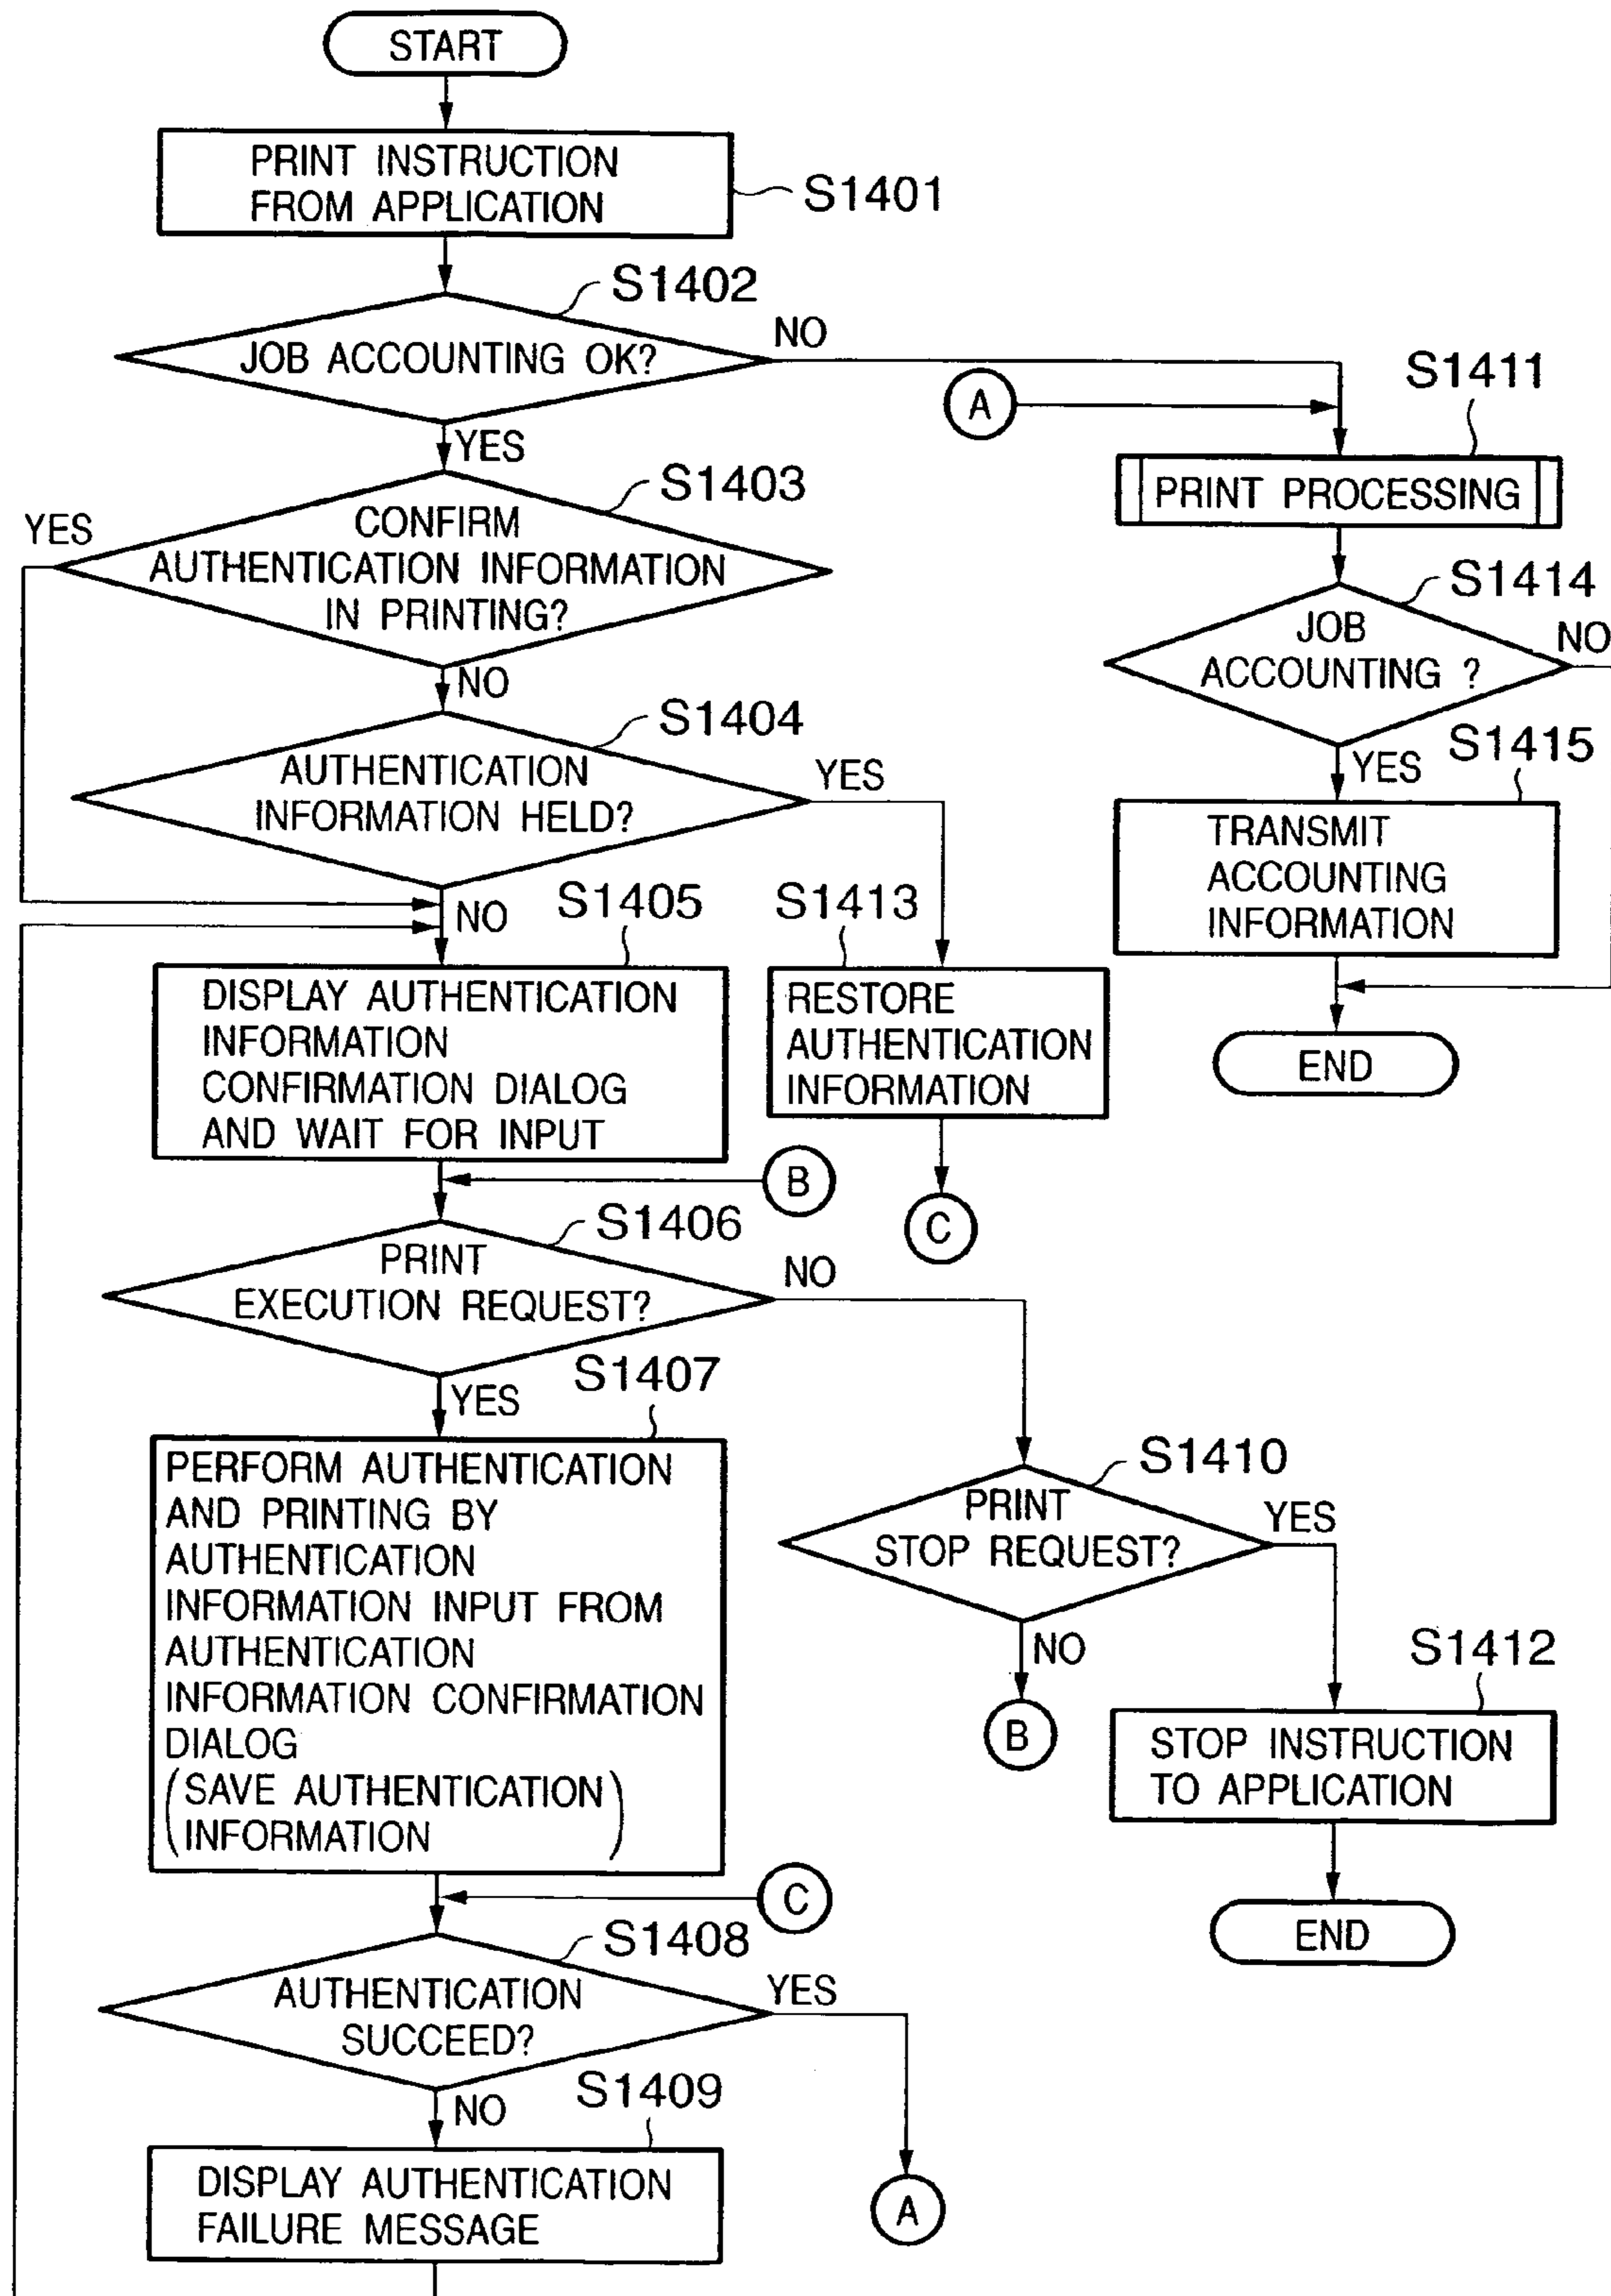 START
PRINT INSTRUCTION
FROM APPLICATION
S1401
S1402
JOB ACCOUNTING OK?
NO
YES
A
S1411
PRINT PROCESSING
S1403
YES
CONFIRM
AUTHENTICATION INFORMATION
IN PRINTING?
NO
S1414
JOB
ACCOUNTING ?
NO
YES
S1404
AUTHENTICATION
INFORMATION HELD?
YES
NO
S1415
TRANSMIT
ACCOUNTING
INFORMATION
END
S1405
DISPLAY AUTHENTICATION
INFORMATION
CONFIRMATION DIALOG
AND WAIT FOR INPUT
S1413
RESTORE
AUTHENTICATION
INFORMATION
B
C
S1406
PRINT
EXECUTION REQUEST?
NO
YES
S1407
PERFORM AUTHENTICATION
AND PRINTING BY
AUTHENTICATION
INFORMATION INPUT FROM
AUTHENTICATION
INFORMATION CONFIRMATION
DIALOG
(SAVE AUTHENTICATION
INFORMATION)
S1410
PRINT
STOP REQUEST?
YES
NO
B
S1412
STOP INSTRUCTION
TO APPLICATION
END
C
S1408
AUTHENTICATION
SUCCEED?
YES
NO
S1409
DISPLAY AUTHENTICATION
FAILURE MESSAGE
A